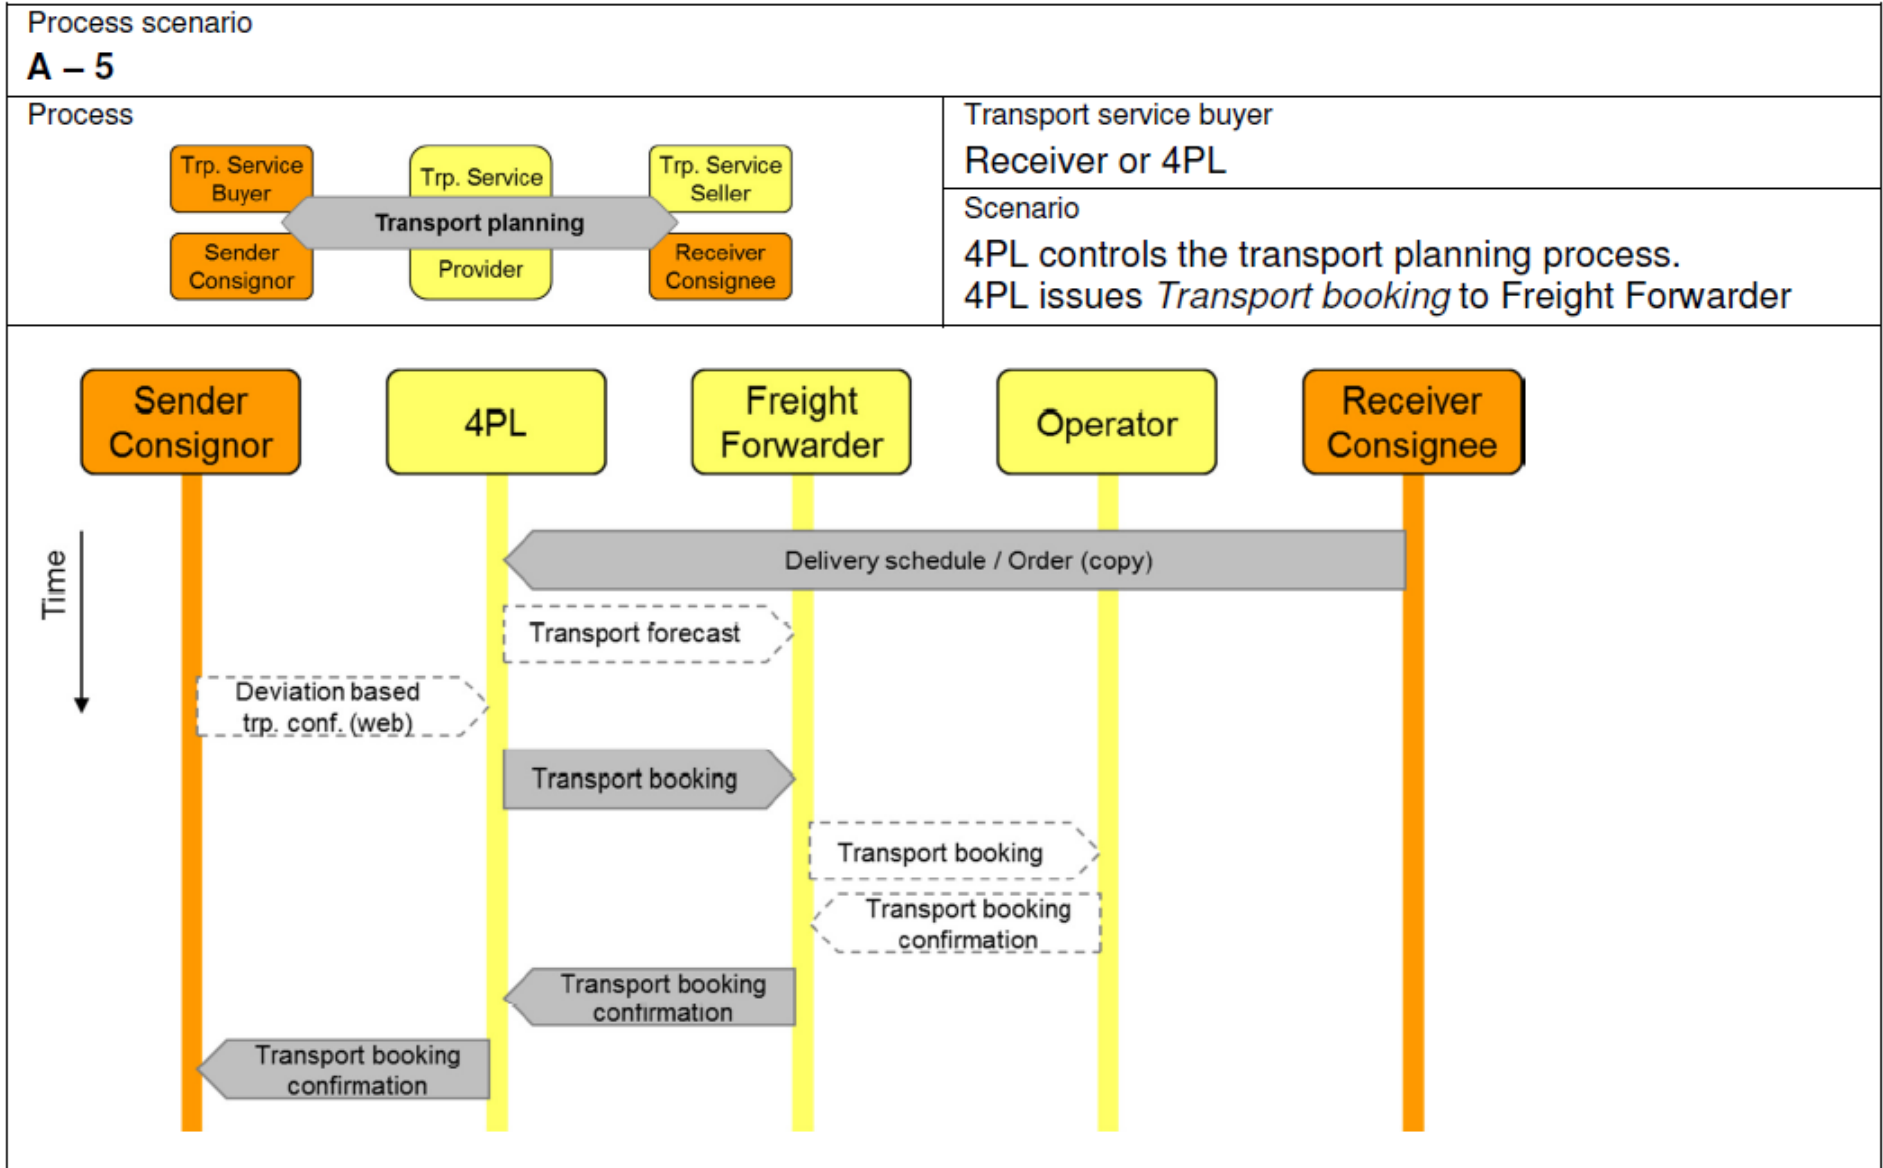 Process scenario
A – 5
Process
Trp. Service
Buyer
Trp. Service
Trp. Service
Seller
Transport planning
Sender
Consignor
Provider
Receiver
Consignee
Transport service buyer
Receiver or 4PL
Scenario
4PL controls the transport planning process.
4PL issues Transport booking to Freight Forwarder
Sender
Consignor
4PL
Freight
Forwarder
Operator
Receiver
Consignee
Time
Delivery schedule / Order (copy)
Transport forecast
Deviation based
trp. conf. (web)
Transport booking
Transport booking
Transport booking
confirmation
Transport booking
confirmation
Transport booking
confirmation